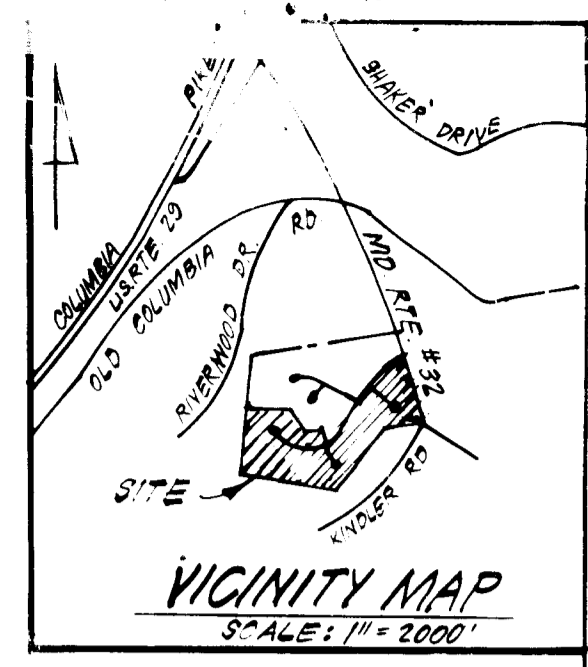 SHAKER DRIVE
COLUMBIA PIKE
U.S. RTE. 29
OLD COLUMBIA RD
RIVERWOOD DR.
MD RTE. #32
SITE
KINDLER RD
VICINITY MAP
SCALE: 1" = 2000'